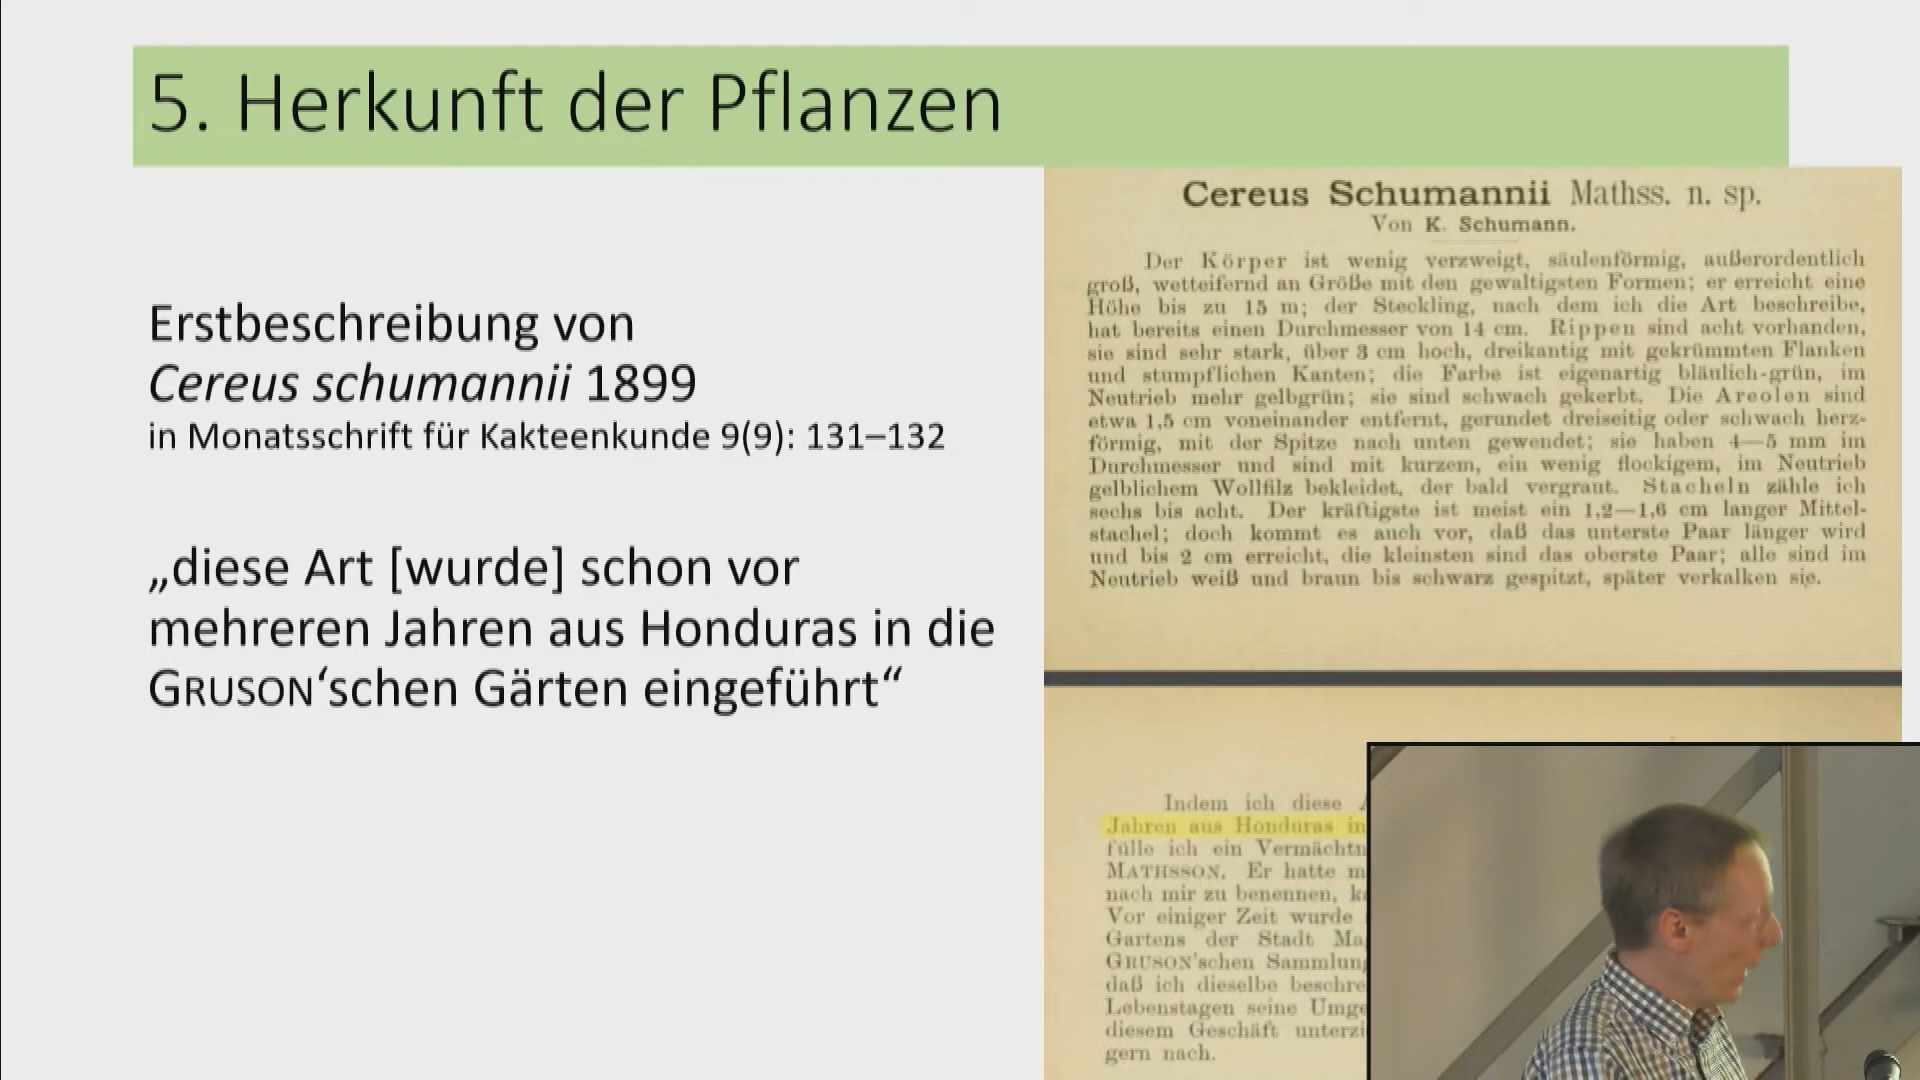 5. Herkunft der Pflanzen
Erstbeschreibung von
Cereus schumannii 1899
in Monatsschrift für Kakteenkunde 9(9): 131–132
„diese Art [wurde] schon vor
mehreren Jahren aus Honduras in die
GRUSON‘schen Gärten eingeführt“
Cereus Schumannii Mathss. n. sp.
Von K. Schumann.
Der Körper ist wenig verzweigt, säulenförmig, außerordentlich
groß, wetteifernd an Größe mit den gewaltigsten Formen; er erreicht eine
Höhe bis zu 15 m; der Steckling, nach dem ich die Art beschreibe,
hat bereits einen Durchmesser von 14 cm. Rippen sind acht vorhanden,
sie sind sehr stark, über 3 cm hoch, dreikantig mit gekrümmten Flanken
und stumpflichen Kanten; die Farbe ist eigenartig bläulich-grün, im
Neutrieb mehr gelbgrün; sie sind schwach gekerbt. Die Areolen sind
etwa 1,5 cm voneinander entfernt, gerundet dreiseitig oder schwach herz-
förmig, mit der Spitze nach unten gewendet; sie haben 4—5 mm im
Durchmesser und sind mit kurzem, ein wenig flockigem, im Neutrieb
gelblichem Wollfilz bekleidet, der bald vergraut. Stacheln zähle ich
sechs bis acht. Der kräftigste ist meist ein 1,2—1,6 cm langer Mittel-
stachel; doch kommt es auch vor, daß das unterste Paar länger wird
und bis 2 cm erreicht, die kleinsten sind das oberste Paar; alle sind im
Neutrieb weiß und braun bis schwarz gespitzt, später verkalken sie.
Indem ich diese
Jahren aus Honduras in
fülle ich ein Vermächtn
MATHSSON. Er hatte m
nach mir zu benennen,
Vor einiger Zeit wurde
Gartens der Stadt Ma
GRUSON'schen Sammlung
daß ich dieselbe beschre
Lebenstagen seine Umge
diesem Geschäft unterzi
gern nach.